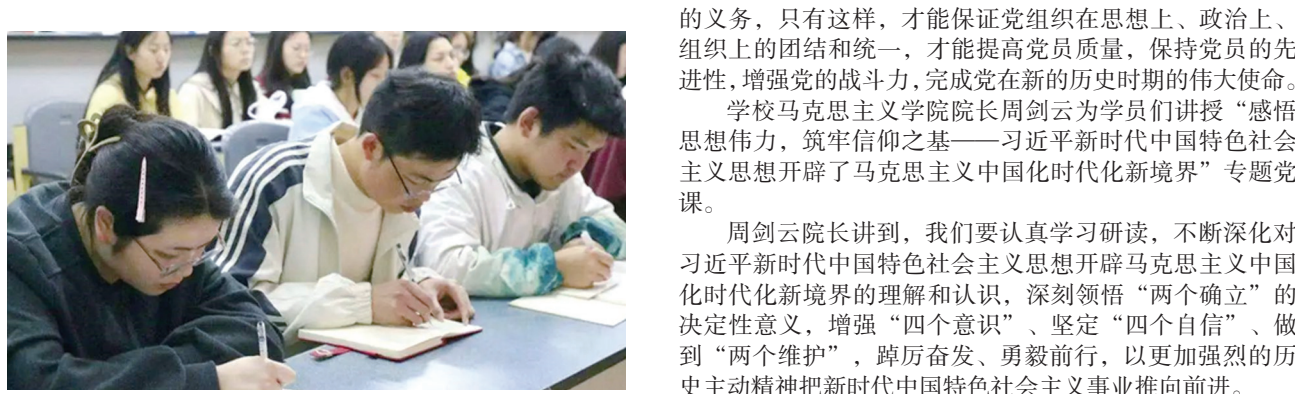 的义务，只有这样，才能保证党组织在思想上、政治上、
组织上的团结和统一，才能提高党员质量，保持党员的先
进性，增强党的战斗力，完成党在新的历史时期的伟大使命。
学校马克思主义学院院长周剑云为学员们讲授“感悟
思想伟力，筑牢信仰之基——习近平新时代中国特色社会
主义思想开辟了马克思主义中国化时代化新境界”专题党
课。
周剑云院长讲到，我们要认真学习研读，不断深化对
习近平新时代中国特色社会主义思想开辟马克思主义中国
化时代化新境界的理解和认识，深刻领悟“两个确立”的
决定性意义，增强“四个意识”、坚定“四个自信”、做
到“两个维护”，踔厉奋发、勇毅前行，以更加强烈的历
史主动精神把新时代中国特色社会主义事业推向前进。